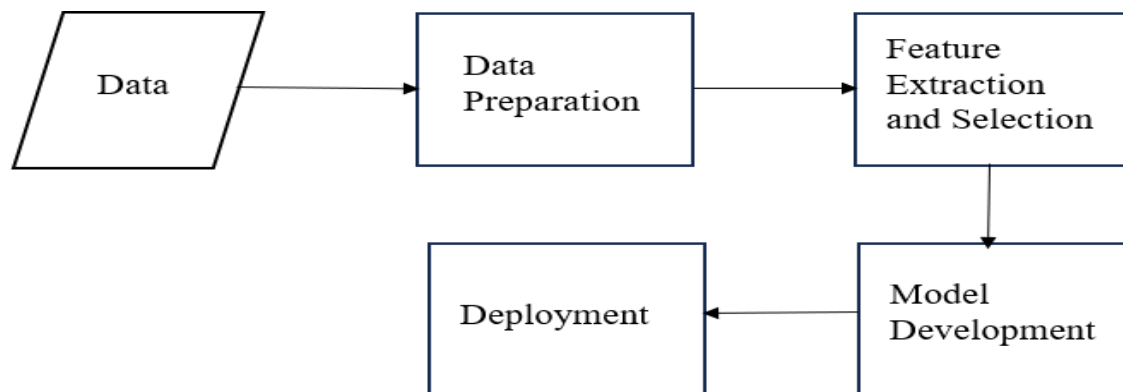 Data
Data
Preparation
Feature
Extraction
and Selection
Model
Development
Deployment